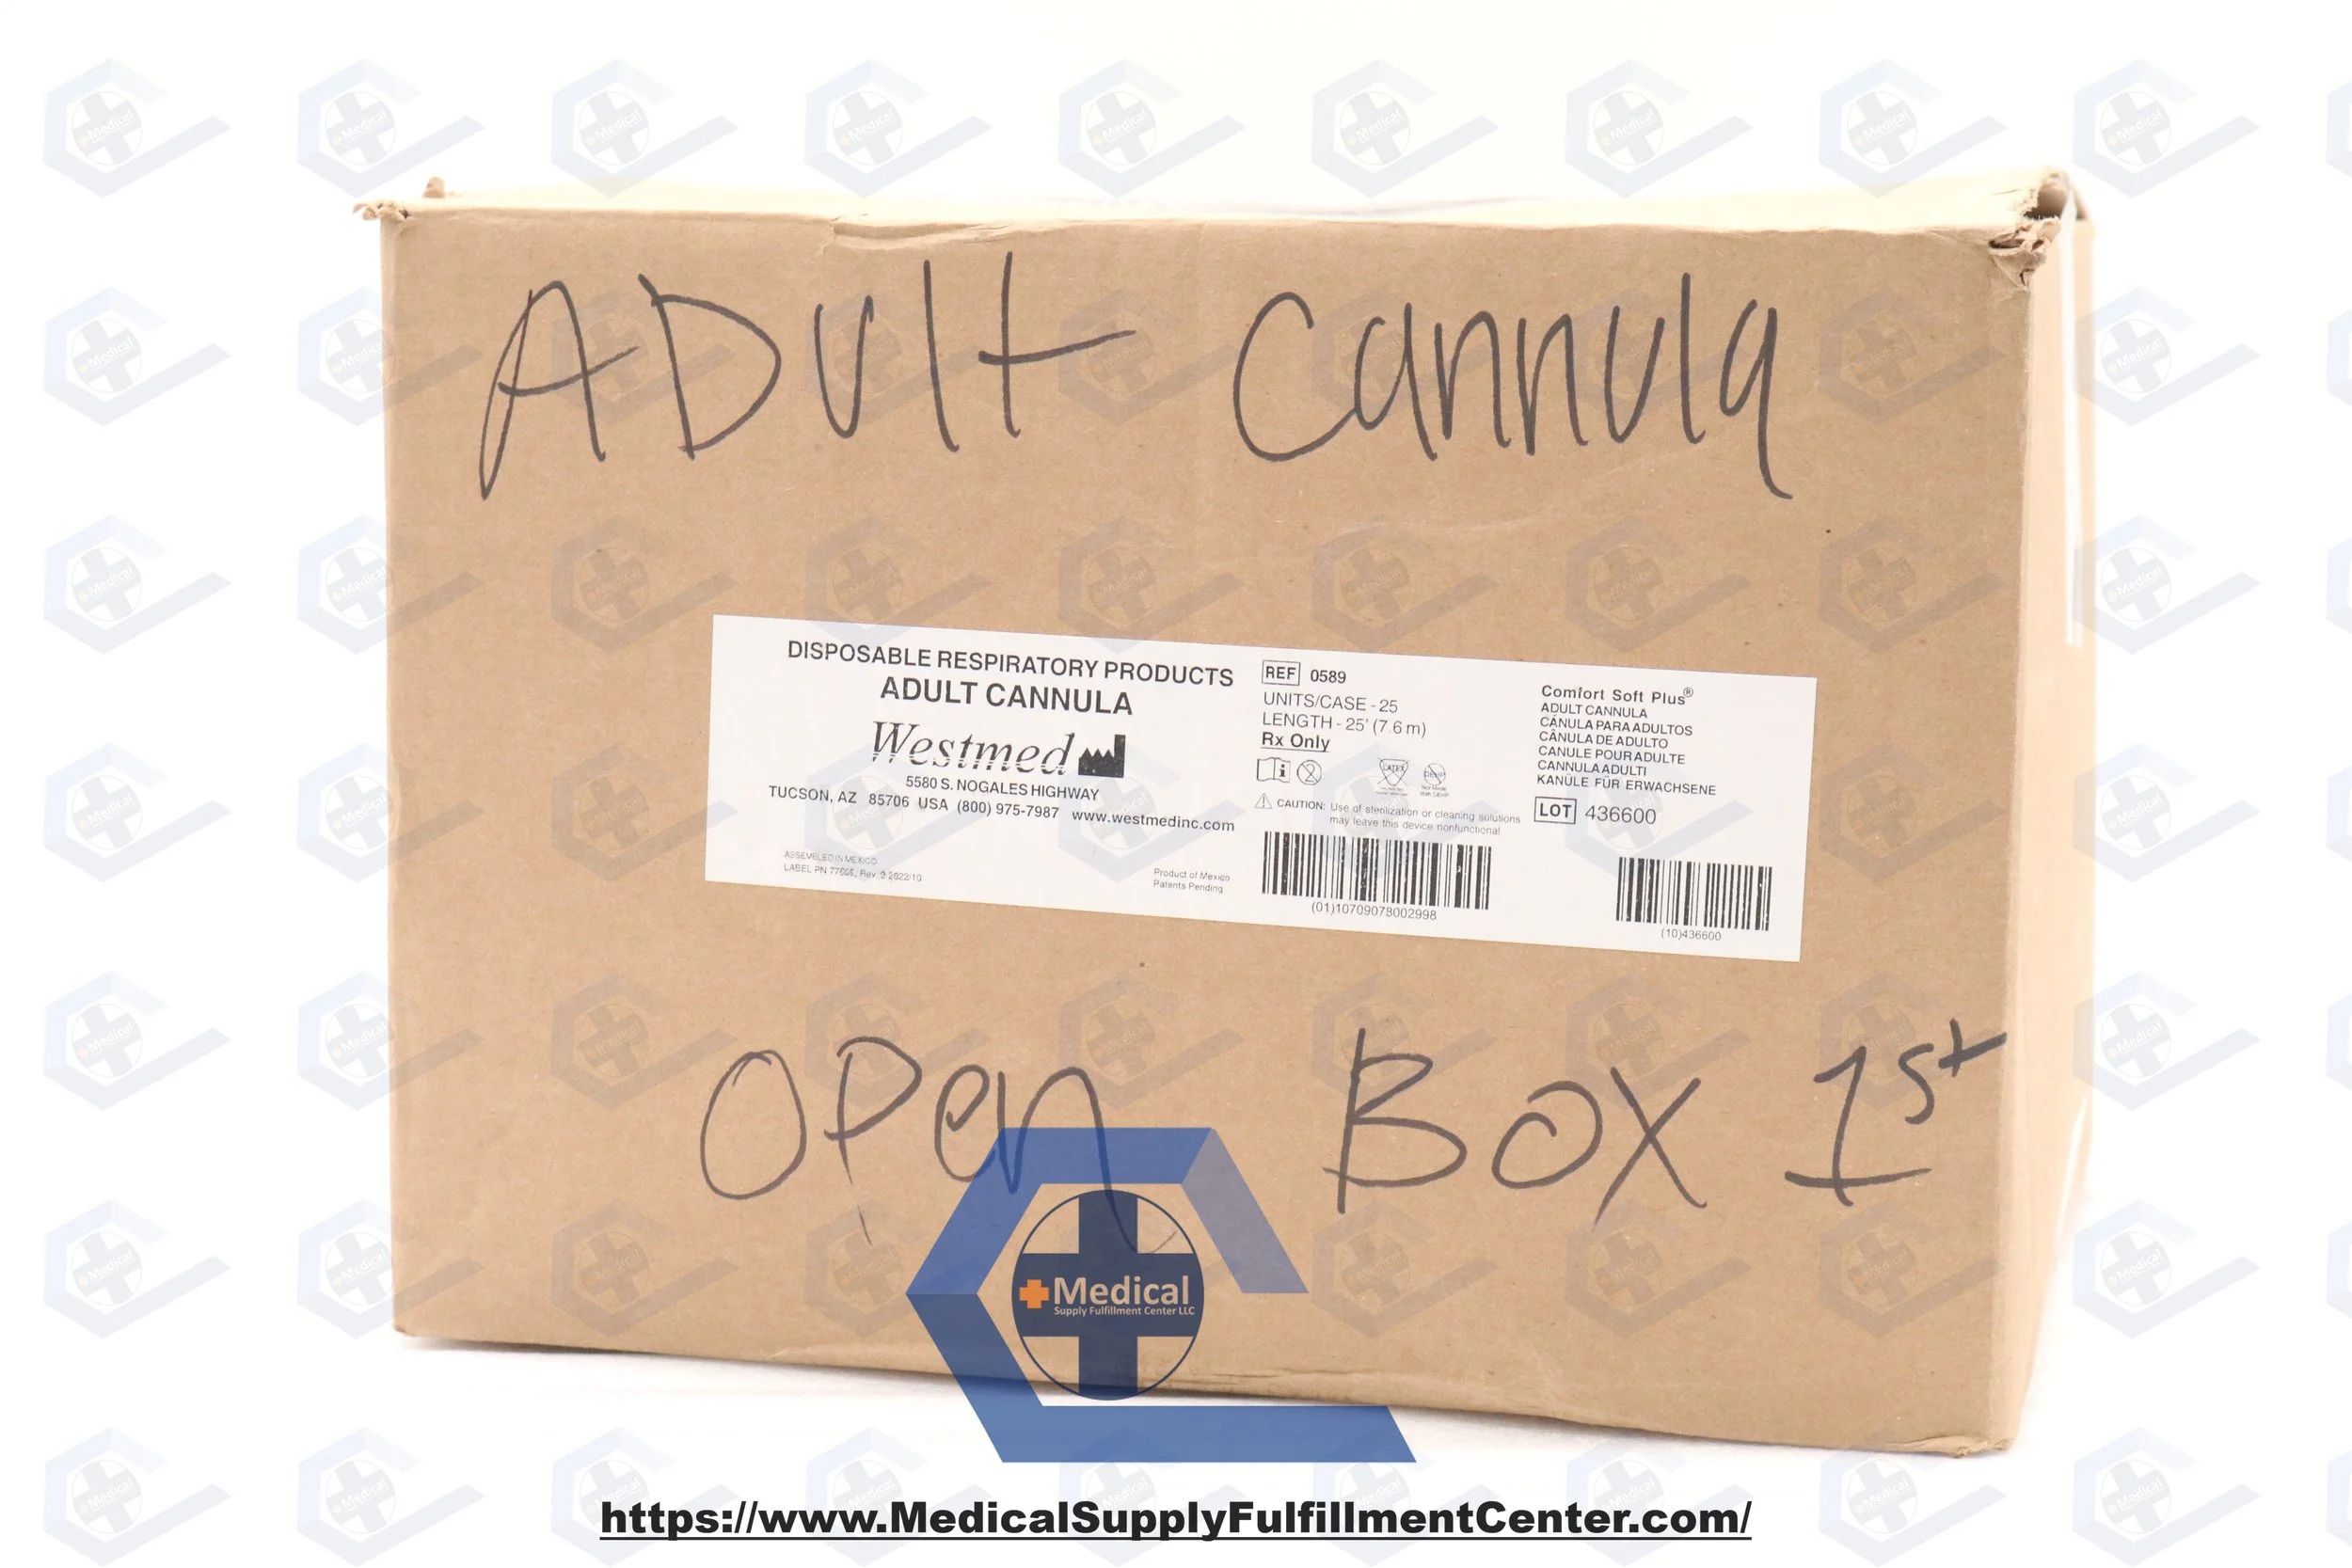 ADult Cannula
DISPOSABLE RESPIRATORY PRODUCTS
ADULT CANNULA
Westmed
5580 S. NOGALES HIGHWAY
TUCSON, AZ 85706 USA (800) 975-7987 www.westmedinc.com
ASSEMBLED IN MEXICO
Product of Mexico
Patents Pending
REF 0589
UNITS/CASE - 25
LENGTH - 25' (7.6 m)
Rx Only
LATEX
DEHP
CAUTION: Use of sterilization or cleaning solutions
may leave this device nonfunctional
(01)10709078002998
Comfort Soft Plus®
ADULT CANNULA
CÁNULA PARA ADULTOS
CÂNULA DE ADULTO
CANULE POUR ADULTE
CANNULA ADULTI
KANÜLE FÜR ERWACHSENE
LOT 436600
(10)436600
OPen Box 1st
Medical
Supply Fulfillment Center LLC
https://www.MedicalSupplyFulfillmentCenter.com/